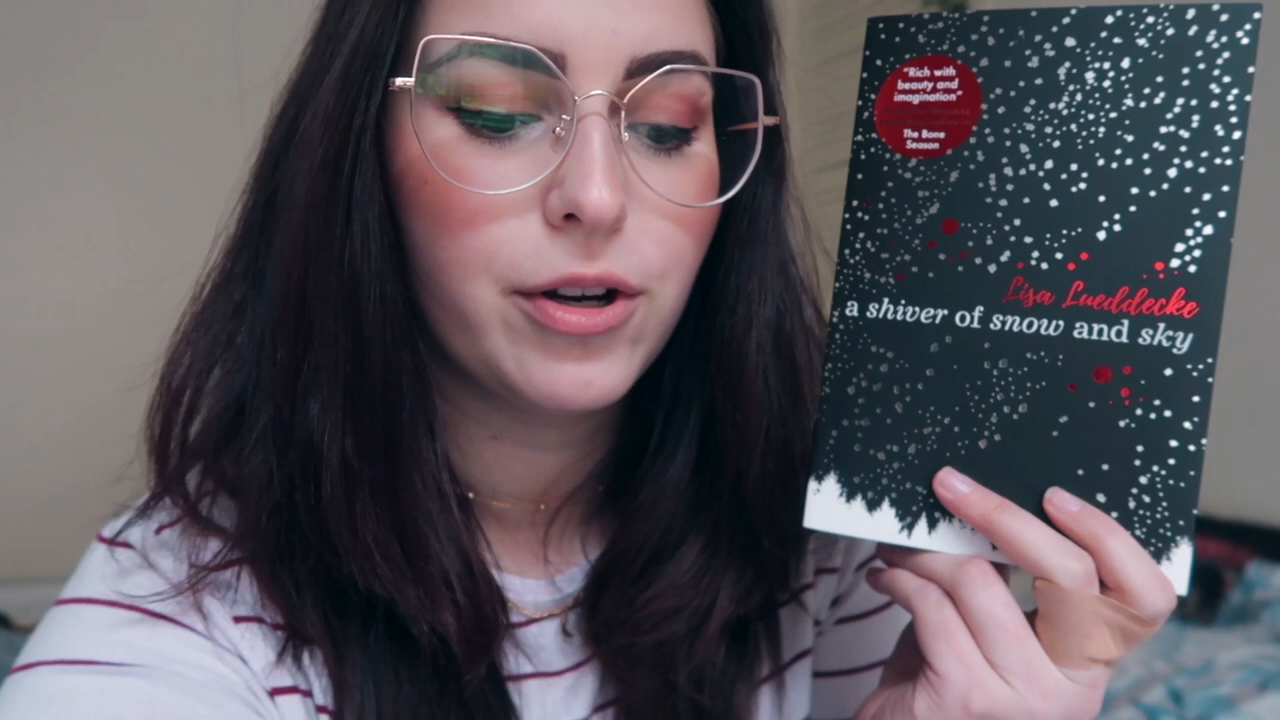 "Rich with
beauty and
imagination"
The Bone
Season
Lisa Lueddecke
a shiver of snow and sky